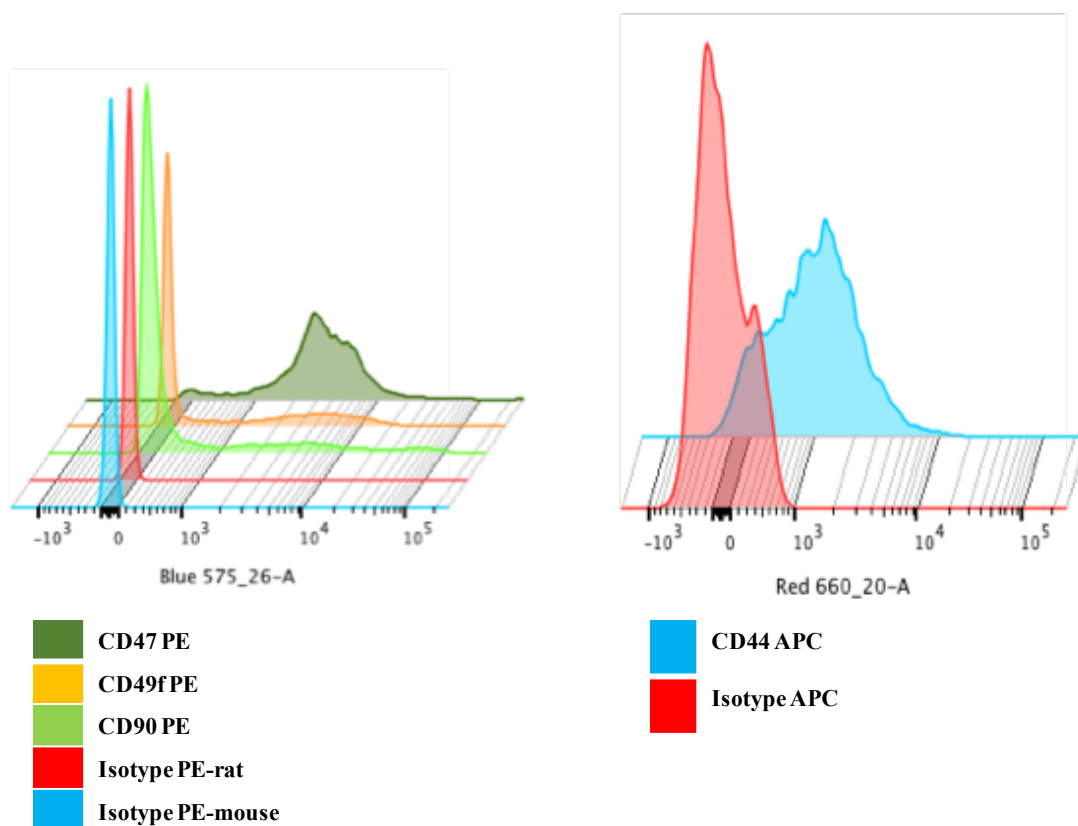 -10³ 0 10³ 10⁴ 10⁵
Blue 575_26-A
CD47 PE
CD49f PE
CD90 PE
Isotype PE-rat
Isotype PE-mouse
-10³ 0 10³ 10⁴ 10⁵
Red 660_20-A
CD44 APC
Isotype APC